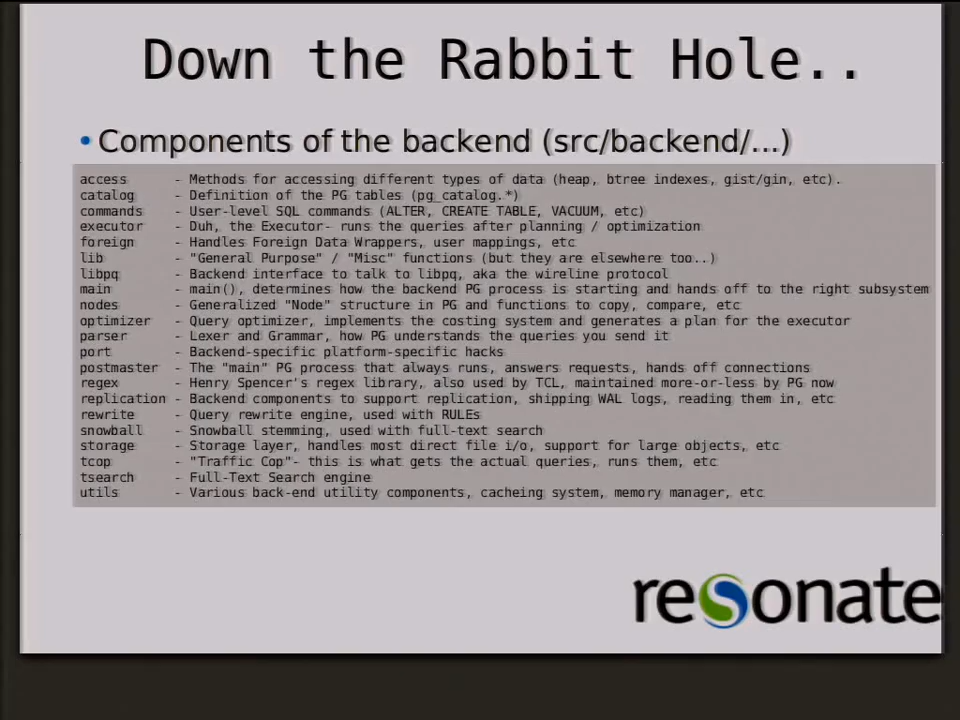 Down the Rabbit Hole..
• Components of the backend (src/backend/...)
access - Methods for accessing different types of data (heap, btree indexes, gist/gin, etc).
catalog - Definition of the PG tables (pg_catalog.*)
commands - User-level SQL commands (ALTER, CREATE TABLE, VACUUM, etc)
executor - Duh, the Executor- runs the queries after planning / optimization
foreign - Handles Foreign Data Wrappers, user mappings, etc
lib - "General Purpose" / "Misc" functions (but they are elsewhere too..)
libpq - Backend interface to talk to libpq, aka the wireline protocol
main - main(), determines how the backend PG process is starting and hands off to the right subsystem
nodes - Generalized "Node" structure in PG and functions to copy, compare, etc
optimizer - Query optimizer, implements the costing system and generates a plan for the executor
parser - Lexer and Grammar, how PG understands the queries you send it
port - Backend-specific platform-specific hacks
postmaster - The "main" PG process that always runs, answers requests, hands off connections
regex - Henry Spencer's regex library, also used by TCL, maintained more-or-less by PG now
replication - Backend components to support replication, shipping WAL logs, reading them in, etc
rewrite - Query rewrite engine, used with RULEs
snowball - Snowball stemming, used with full-text search
storage - Storage layer, handles most direct file i/o, support for large objects, etc
tcop - "Traffic Cop"- this is what gets the actual queries, runs them, etc
tsearch - Full-Text Search engine
utils - Various back-end utility components, cacheing system, memory manager, etc
resonate